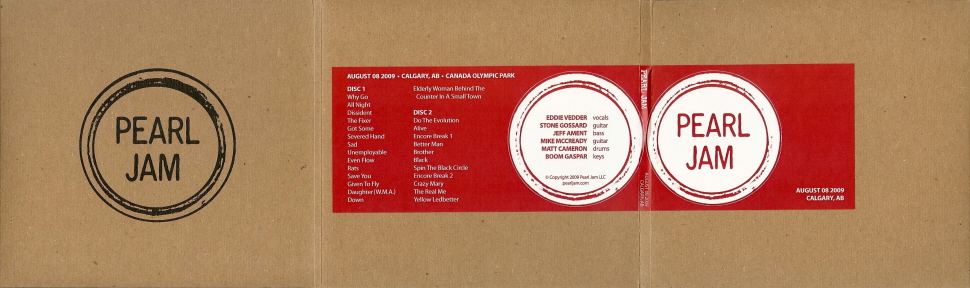 PEARL
JAM
AUGUST 08 2009 • CALGARY, AB • CANADA OLYMPIC PARK
DISC 1
Why Go
All Night
Dissident
The Fixer
Got Some
Severed Hand
Sad
Unemployable
Even Flow
Rats
Save You
Given To Fly
Daughter (W.M.A.)
Down
Elderly Woman Behind The
Counter In A Small Town
DISC 2
Do The Evolution
Alive
Encore Break 1
Better Man
Brother
Black
Spin The Black Circle
Encore Break 2
Crazy Mary
The Real Me
Yellow Ledbetter
EDDIE VEDDER vocals
STONE GOSSARD guitar
JEFF AMENT bass
MIKE MCCREADY guitar
MATT CAMERON drums
BOOM GASPAR keys
© Copyright 2009 Pearl Jam LLC
pearljam.com
PEARL JAM
AUGUST 08 2009
CALGARY, AB
PEARL
JAM
AUGUST 08 2009
CALGARY, AB